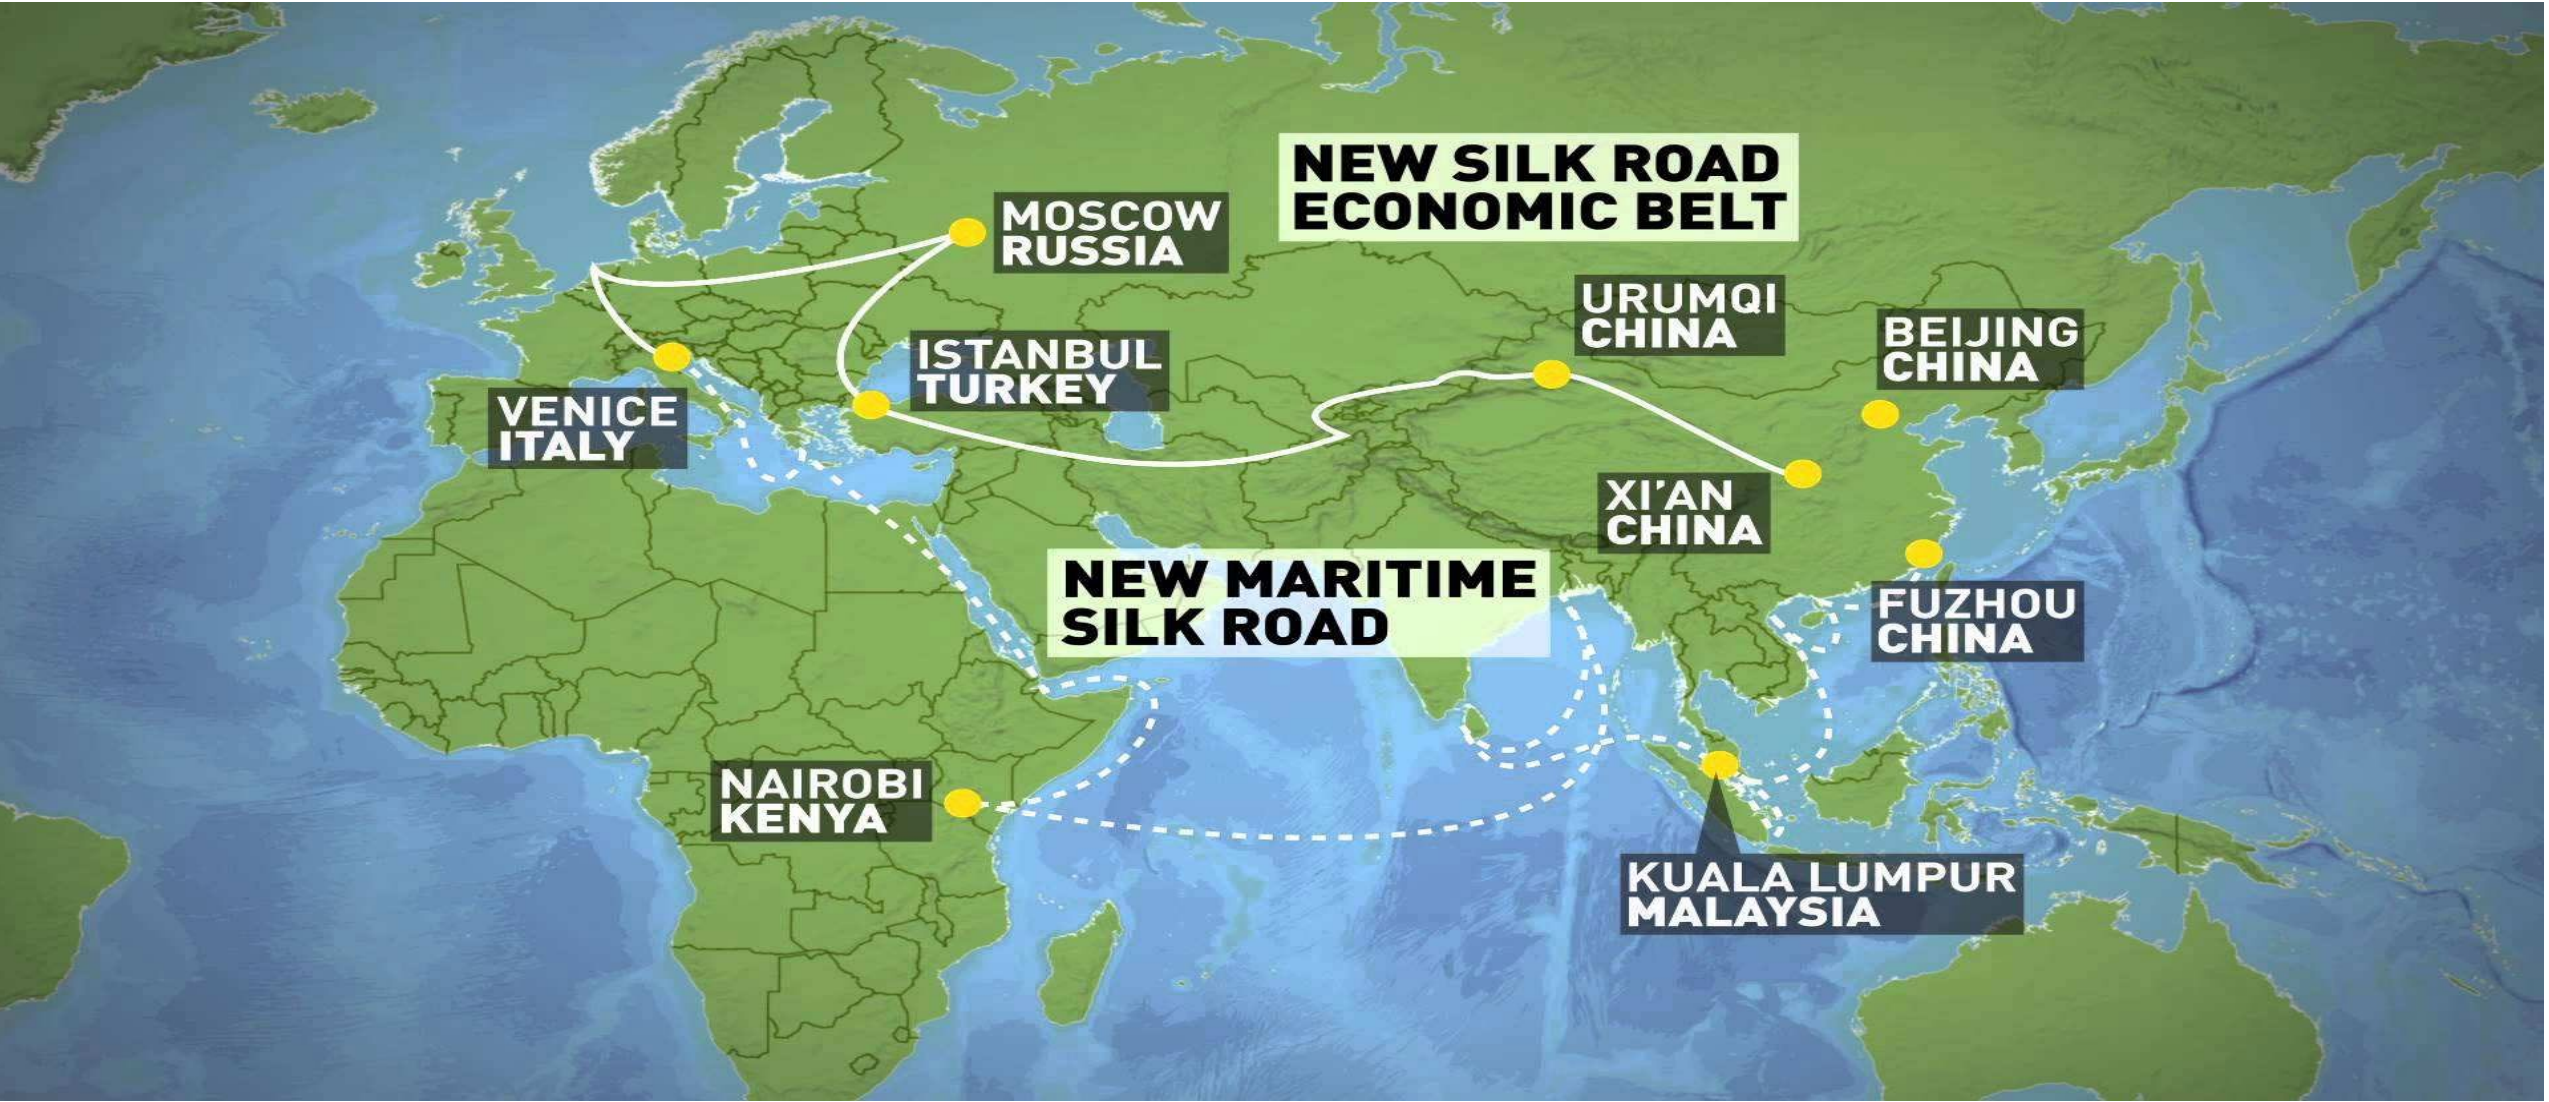 NEW SILK ROAD
ECONOMIC BELT
MOSCOW
RUSSIA
URUMQI
CHINA
BEIJING
CHINA
ISTANBUL
TURKEY
VENICE
ITALY
XI'AN
CHINA
NEW MARITIME
SILK ROAD
FUZHOU
CHINA
NAIROBI
KENYA
KUALA LUMPUR
MALAYSIA